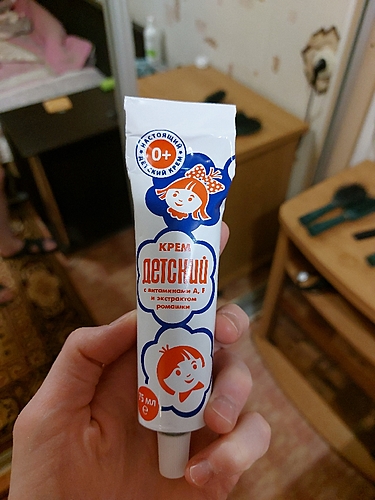 НАСТОЯЩИЙ
0+
ДЕТСКИЙ КРЕМ
КРЕМ
ДЕТСКИЙ
с витаминами А, F
и экстрактом
ромашки
75 МЛ
e